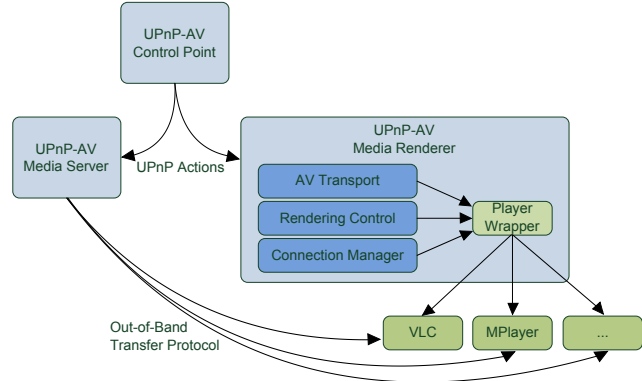 UPnP-AV
Control Point
UPnP-AV
Media Server
UPnP Actions
UPnP-AV
Media Renderer
AV Transport
Rendering Control
Connection Manager
Player
Wrapper
Out-of-Band
Transfer Protocol
VLC
MPlayer
...